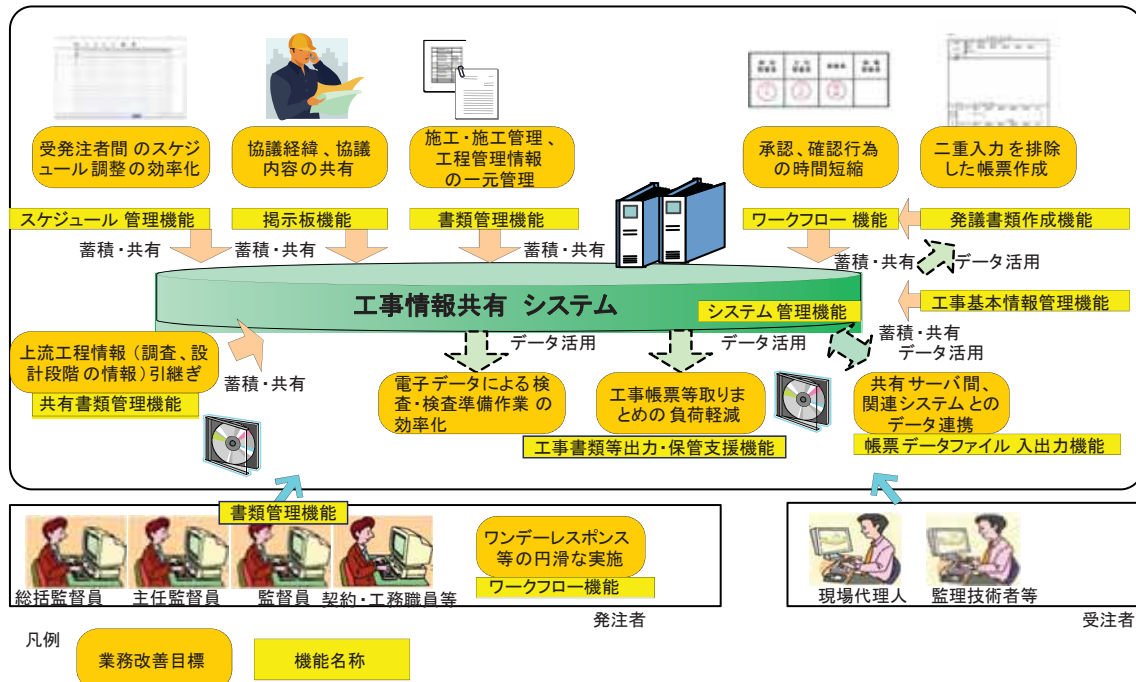 受発注者間のスケジュール調整の効率化
協議経緯、協議内容の共有
施工・施工管理、工程管理情報の一元管理
承認、確認行為の時間短縮
二重入力を排除した帳票作成
スケジュール管理機能
掲示板機能
書類管理機能
ワークフロー機能
発議書類作成機能
蓄積・共有
蓄積・共有
蓄積・共有
蓄積・共有
データ活用
工事情報共有 システム
システム管理機能
工事基本情報管理機能
蓄積・共有
データ活用
上流工程情報（調査、設計段階の情報）引継ぎ
共有書類管理機能
蓄積・共有
データ活用
データ活用
電子データによる検査・検査準備作業の効率化
工事帳票等取りまとめの負荷軽減
共有サーバ間、関連システムとのデータ連携
工事書類等出力・保管支援機能
帳票データファイル入出力機能
書類管理機能
ワンデーレスポンス等の円滑な実施
ワークフロー機能
総括監督員
主任監督員
監督員
契約・工務職員等
発注者
現場代理人
監理技術者等
受注者
凡例
業務改善目標
機能名称